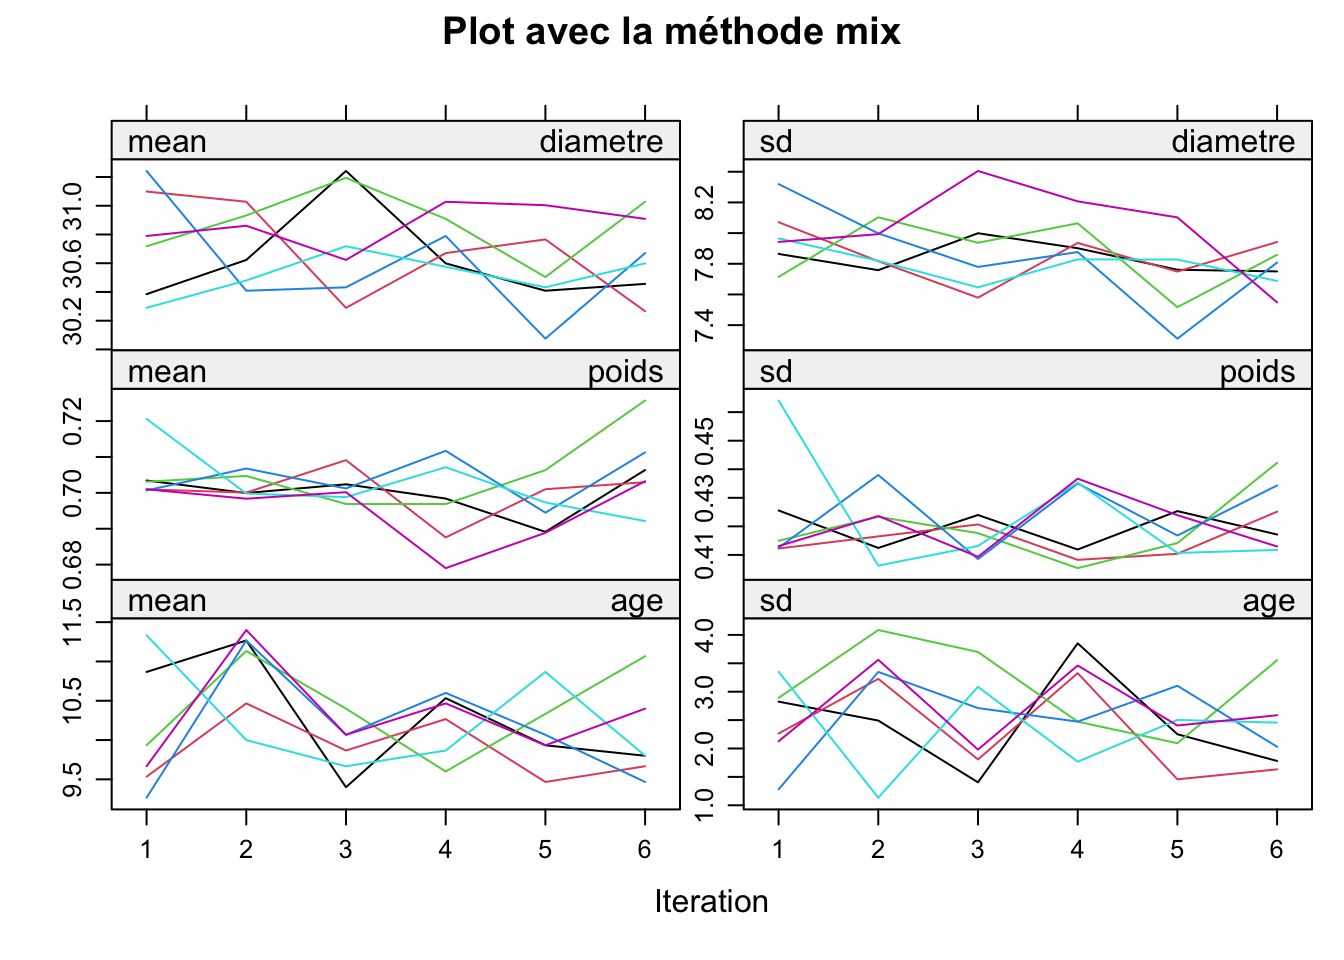 Plot avec la méthode mix
mean diametre
sd diametre
31.0
30.6
30.2
8.2
7.8
7.4
mean poids
sd poids
0.72
0.70
0.68
0.45
0.43
0.41
mean age
sd age
11.5
10.5
9.5
4.0
3.0
2.0
1.0
1 2 3 4 5 6
1 2 3 4 5 6
Iteration